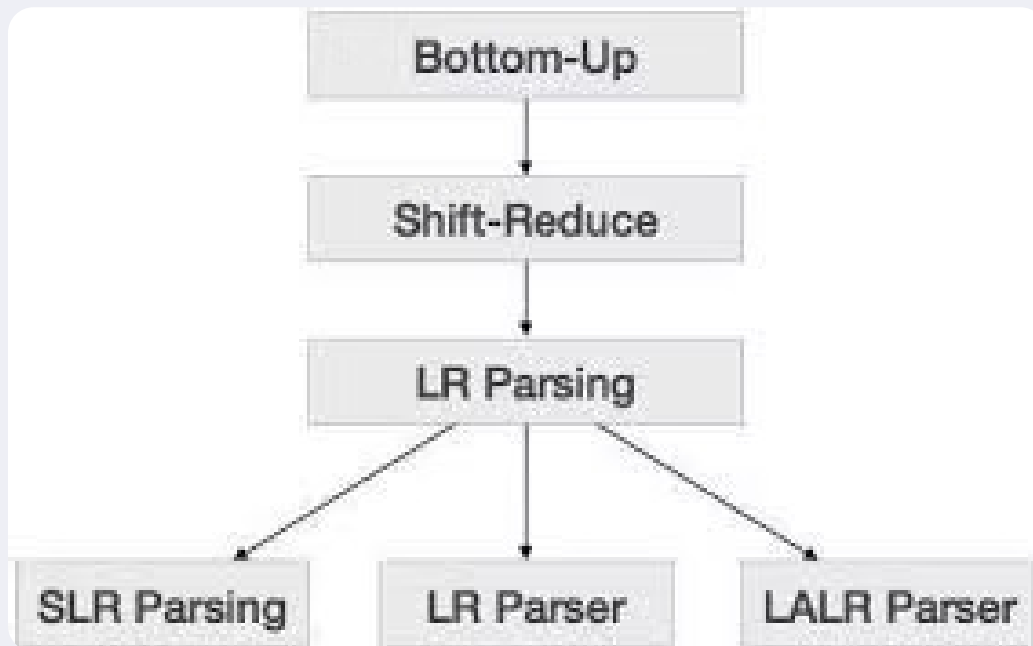 Bottom-Up
Shift-Reduce
LR Parsing
SLR Parsing
LR Parser
LALR Parser